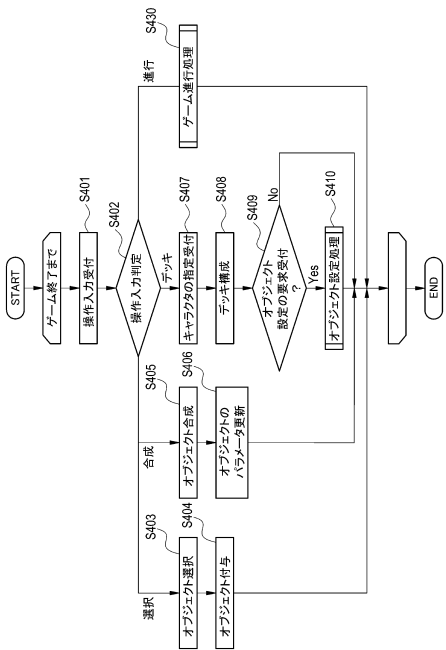 START
ゲーム終了まで
操作入力受付
S401
操作入力判定
S402
選択
合成
デッキ
進行
オブジェクト選択
S403
オブジェクト付与
S404
オブジェクト合成
S405
オブジェクトの
パラメータ更新
S406
キャラクタの指定受付
S407
デッキ構成
S408
オブジェクト
設定の要求受付
?
S409
No
Yes
オブジェクト設定処理
S410
ゲーム進行処理
S430
END